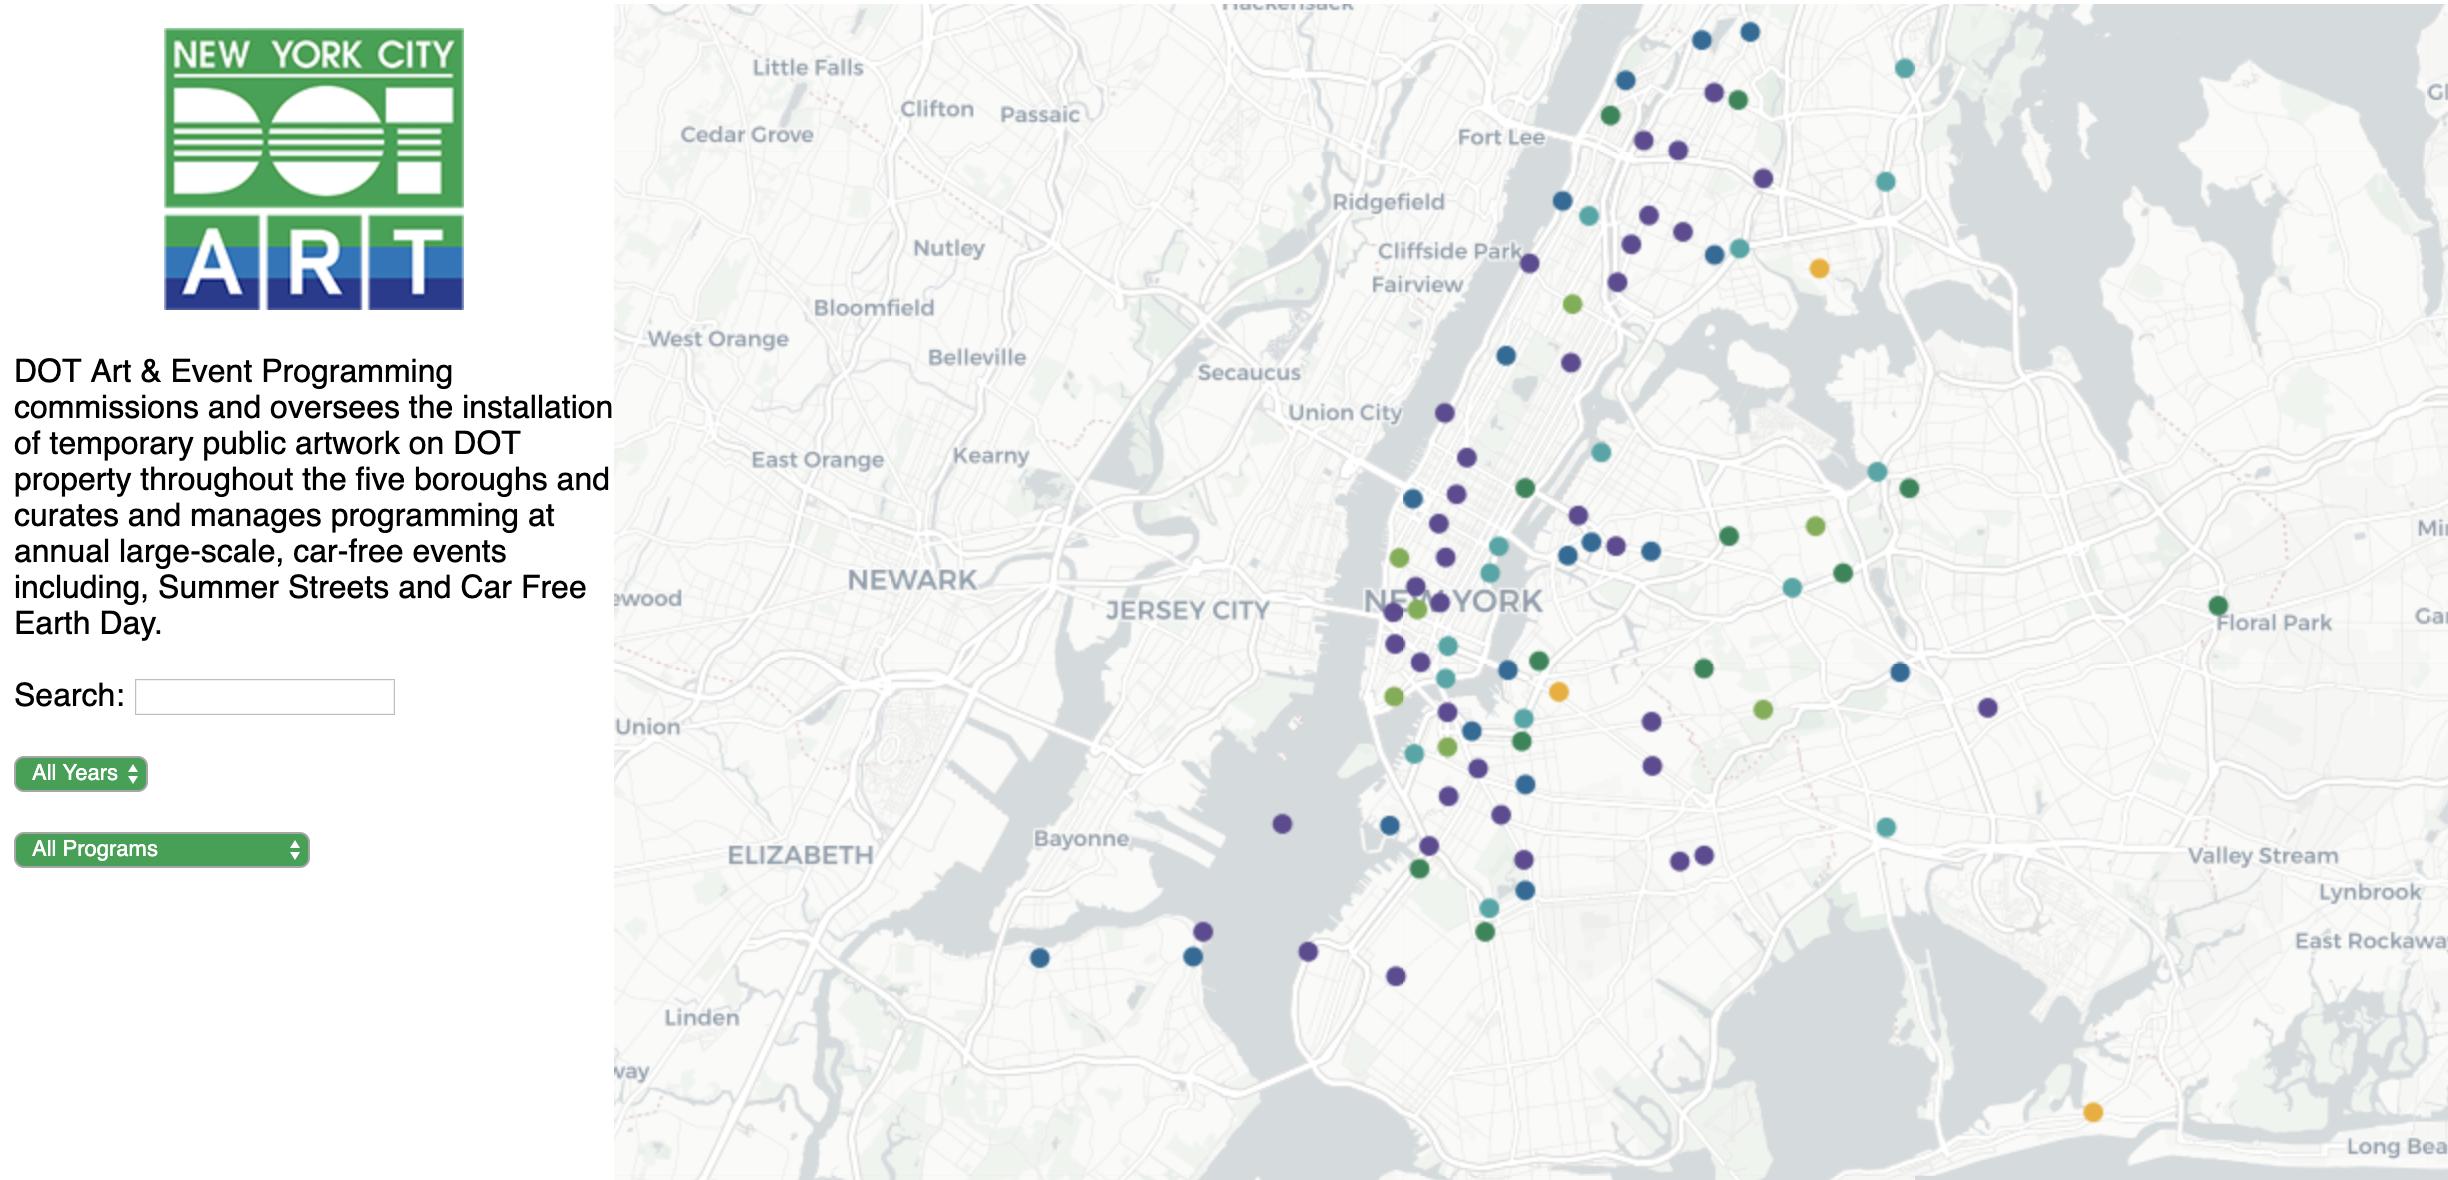 NEW YORK CITY
DOT
ART
DOT Art & Event Programming
commissions and oversees the installation
of temporary public artwork on DOT
property throughout the five boroughs and
curates and manages programming at
annual large-scale, car-free events
including, Summer Streets and Car Free
Earth Day.
Search:
All Years
All Programs
Hackensack
Little Falls
Clifton
Passaic
Cedar Grove
Fort Lee
Ridgefield
Nutley
Cliffside Park
Fairview
Bloomfield
West Orange
Belleville
Secaucus
Union City
East Orange
Kearny
NEWARK
ewood
JERSEY CITY
NEW YORK
Floral Park
Union
Bayonne
ELIZABETH
Valley Stream
Lynbrook
East Rockaway
Linden
way
Long Bea
Gl
Mi
Ga